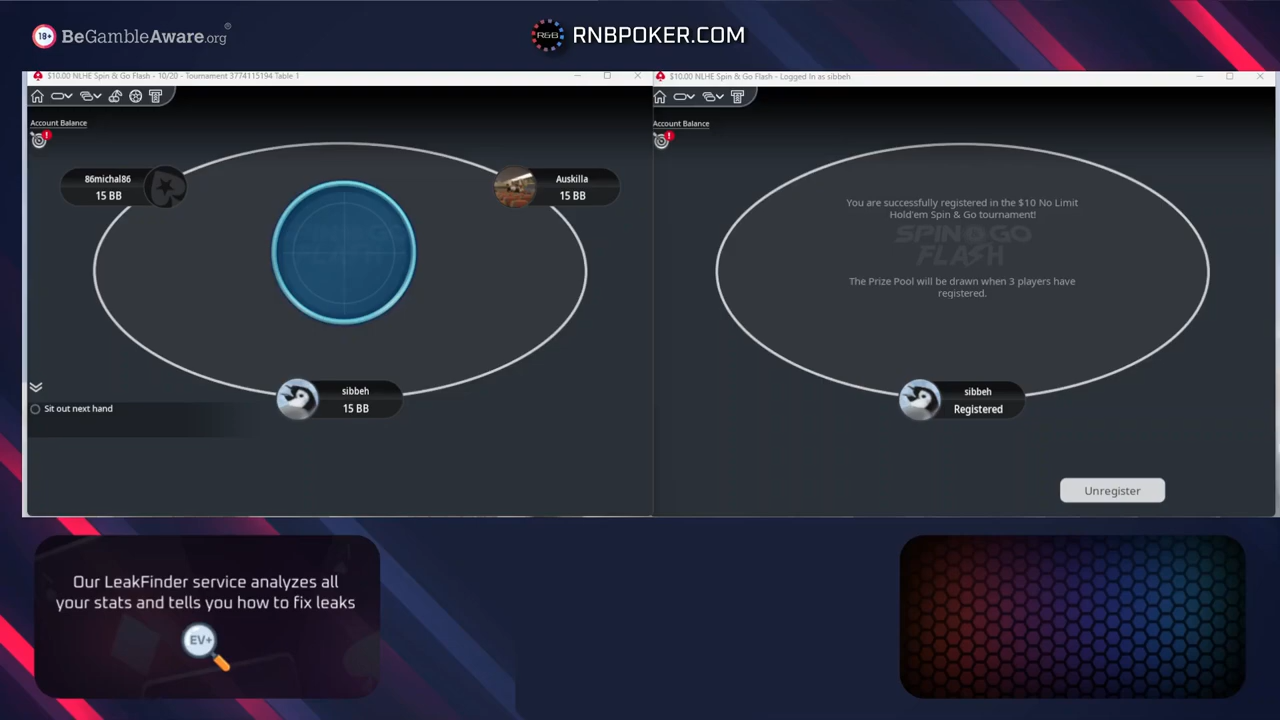 18+ BeGambleAware.org®
R&B RNBPOKER.COM
$10.00 NLHE Spin & Go Flash - 10/20 - Tournament 3774115194 Table 1
Account Balance
86michal86
15 BB
Auskilla
15 BB
sibbeh
15 BB
Sit out next hand
$10.00 NLHE Spin & Go Flash - Logged In as sibbeh
Account Balance
You are successfully registered in the $10 No Limit
Hold'em Spin & Go tournament!
SPIN & GO
FLASH
The Prize Pool will be drawn when 3 players have
registered.
sibbeh
Registered
Unregister
Our LeakFinder service analyzes all
your stats and tells you how to fix leaks
EV+